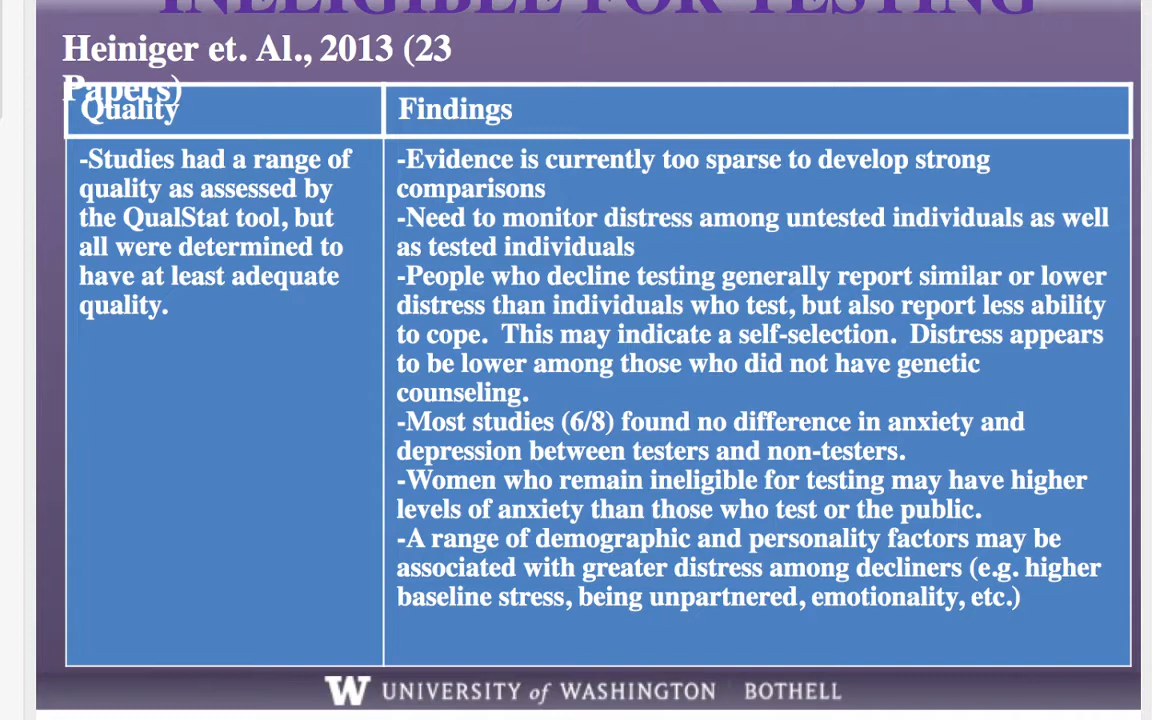 INELIGIBLE FOR TESTING
Heiniger et. Al., 2013 (23
Papers)
Quality
Findings
-Studies had a range of
quality as assessed by
the QualStat tool, but
all were determined to
have at least adequate
quality.
-Evidence is currently too sparse to develop strong
comparisons
-Need to monitor distress among untested individuals as well
as tested individuals
-People who decline testing generally report similar or lower
distress than individuals who test, but also report less ability
to cope.  This may indicate a self-selection.  Distress appears
to be lower among those who did not have genetic
counseling.
-Most studies (6/8) found no difference in anxiety and
depression between testers and non-testers.
-Women who remain ineligible for testing may have higher
levels of anxiety than those who test or the public.
-A range of demographic and personality factors may be
associated with greater distress among decliners (e.g. higher
baseline stress, being unpartnered, emotionality, etc.)
W UNIVERSITY of WASHINGTON BOTHELL